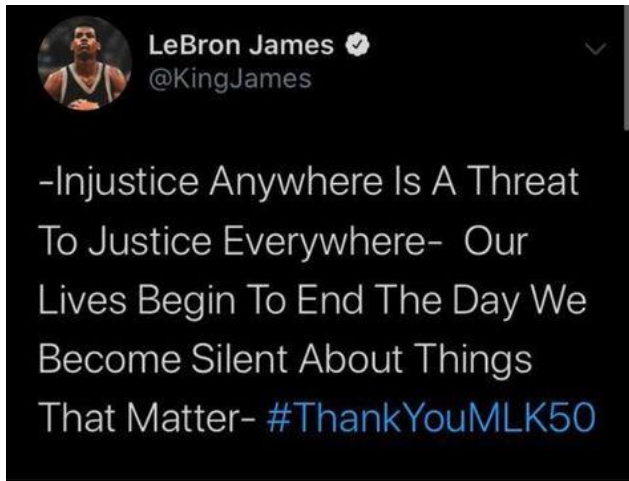 LeBron James
@KingJames
-Injustice Anywhere Is A Threat
To Justice Everywhere-  Our
Lives Begin To End The Day We
Become Silent About Things
That Matter- #ThankYouMLK50